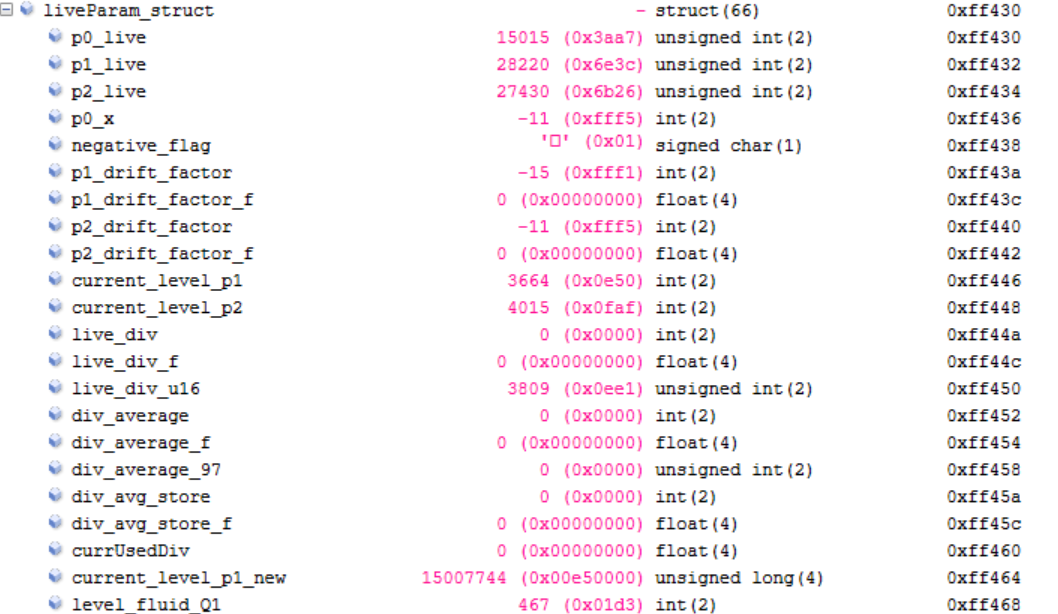 liveParam_struct - struct(66) 0xff430
p0_live 15015 (0x3aa7) unsigned int(2) 0xff430
p1_live 28220 (0x6e3c) unsigned int(2) 0xff432
p2_live 27430 (0x6b26) unsigned int(2) 0xff434
p0_x -11 (0xfff5) int(2) 0xff436
negative_flag '□' (0x01) signed char(1) 0xff438
p1_drift_factor -15 (0xfff1) int(2) 0xff43a
p1_drift_factor_f 0 (0x00000000) float(4) 0xff43c
p2_drift_factor -11 (0xfff5) int(2) 0xff440
p2_drift_factor_f 0 (0x00000000) float(4) 0xff442
current_level_p1 3664 (0x0e50) int(2) 0xff446
current_level_p2 4015 (0x0faf) int(2) 0xff448
live_div 0 (0x0000) int(2) 0xff44a
live_div_f 0 (0x00000000) float(4) 0xff44c
live_div_u16 3809 (0x0ee1) unsigned int(2) 0xff450
div_average 0 (0x0000) int(2) 0xff452
div_average_f 0 (0x00000000) float(4) 0xff454
div_average_97 0 (0x0000) unsigned int(2) 0xff458
div_avg_store 0 (0x0000) int(2) 0xff45a
div_avg_store_f 0 (0x00000000) float(4) 0xff45c
currUsedDiv 0 (0x00000000) float(4) 0xff460
current_level_p1_new 15007744 (0x00e50000) unsigned long(4) 0xff464
level_fluid_Q1 467 (0x01d3) int(2) 0xff468